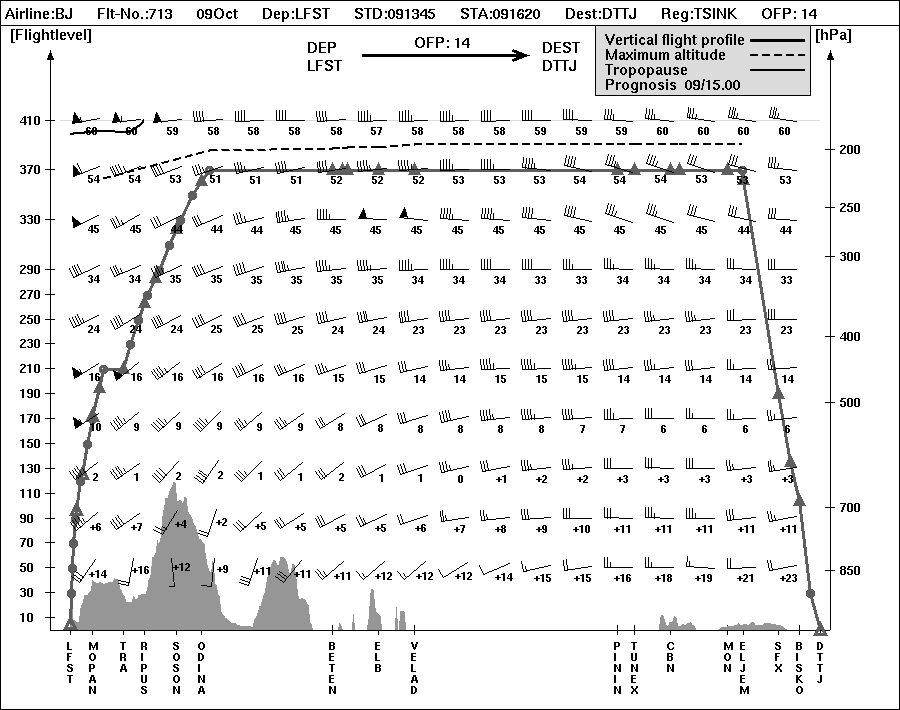 Airline:BJ Flt-No.:713 09Oct Dep:LFST STD:091345 STA:091620 Dest:DTTJ Reg:TSINK OFP: 14
[Flightlevel] [hPa]
DEP OFP: 14 DEST
LFST DTTJ
Vertical flight profile
Maximum altitude
Tropopause
Prognosis 09/15.00
410 60 60 59 58 58 58 58 57 58 58 58 59 59 59 60 60 60 60
200
370 54 54 53 51 51 51 52 52 52 53 53 53 54 54 54 53 53 53
250
330 45 45 44 44 44 45 45 45 45 45 45 45 45 45 45 45 44 44
300
290 34 34 35 35 35 35 35 35 34 34 34 33 33 34 34 34 34 34
270
250 24 24 24 25 25 25 24 24 23 23 23 23 23 23 23 23 23 23
230 400
210 16 16 16 16 16 16 15 15 14 14 15 15 15 14 14 14 14 14
190
170 10 9 9 9 9 9 8 8 8 8 8 8 7 7 6 6 6 6
500
150
130 2 1 2 2 1 1 2 1 1 0 +1 +2 +2 +3 +3 +3 +3 +3
110
90 +6 +7 +4 +2 +5 +5 +5 +5 +6 +7 +8 +9 +10 +11 +11 +11 +11 +11
700
70
50 +14 +16 +12 +9 +11 +11 +11 +12 +12 +12 +14 +15 +15 +16 +18 +19 +21 +23
850
30
10
LFST MOPAN TRA RIPUS SOSON ODINA BETEN ELB VELAD PININ TUNEX CBN MON ELJEM SFX BISKO DTTJ